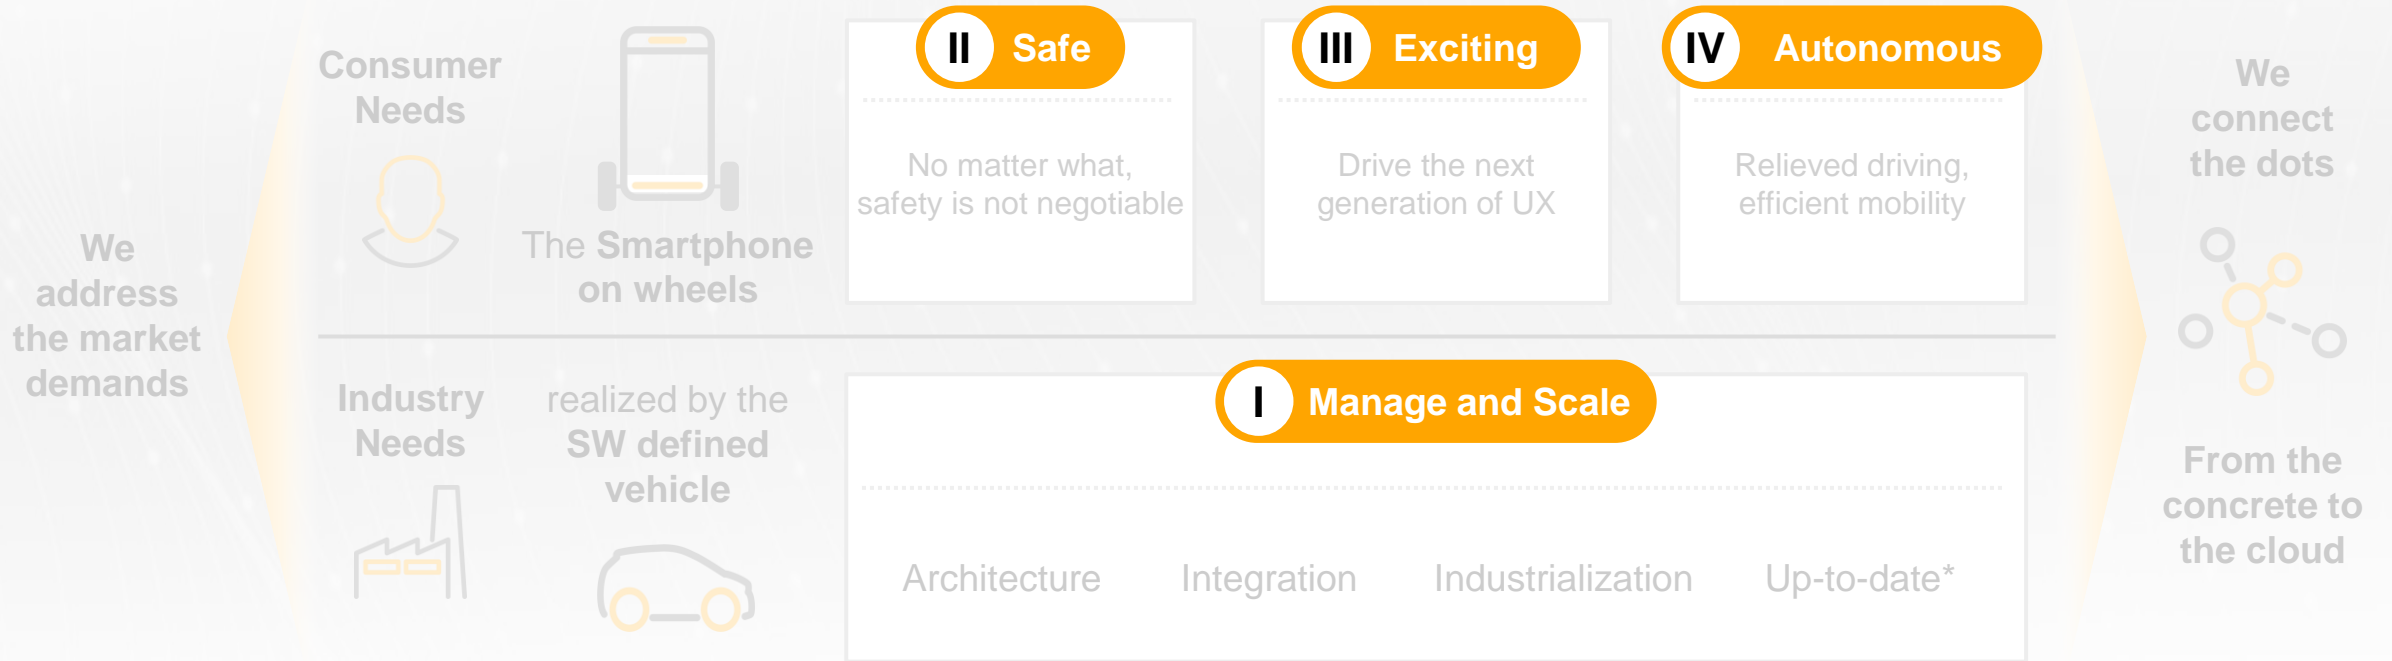 We
address
the market
demands
Consumer
Needs
The Smartphone
on wheels
II Safe
No matter what,
safety is not negotiable
III Exciting
Drive the next
generation of UX
IV Autonomous
Relieved driving,
efficient mobility
Industry
Needs
realized by the
SW defined
vehicle
I Manage and Scale
Architecture Integration Industrialization Up-to-date*
We
connect
the dots
From the
concrete to
the cloud